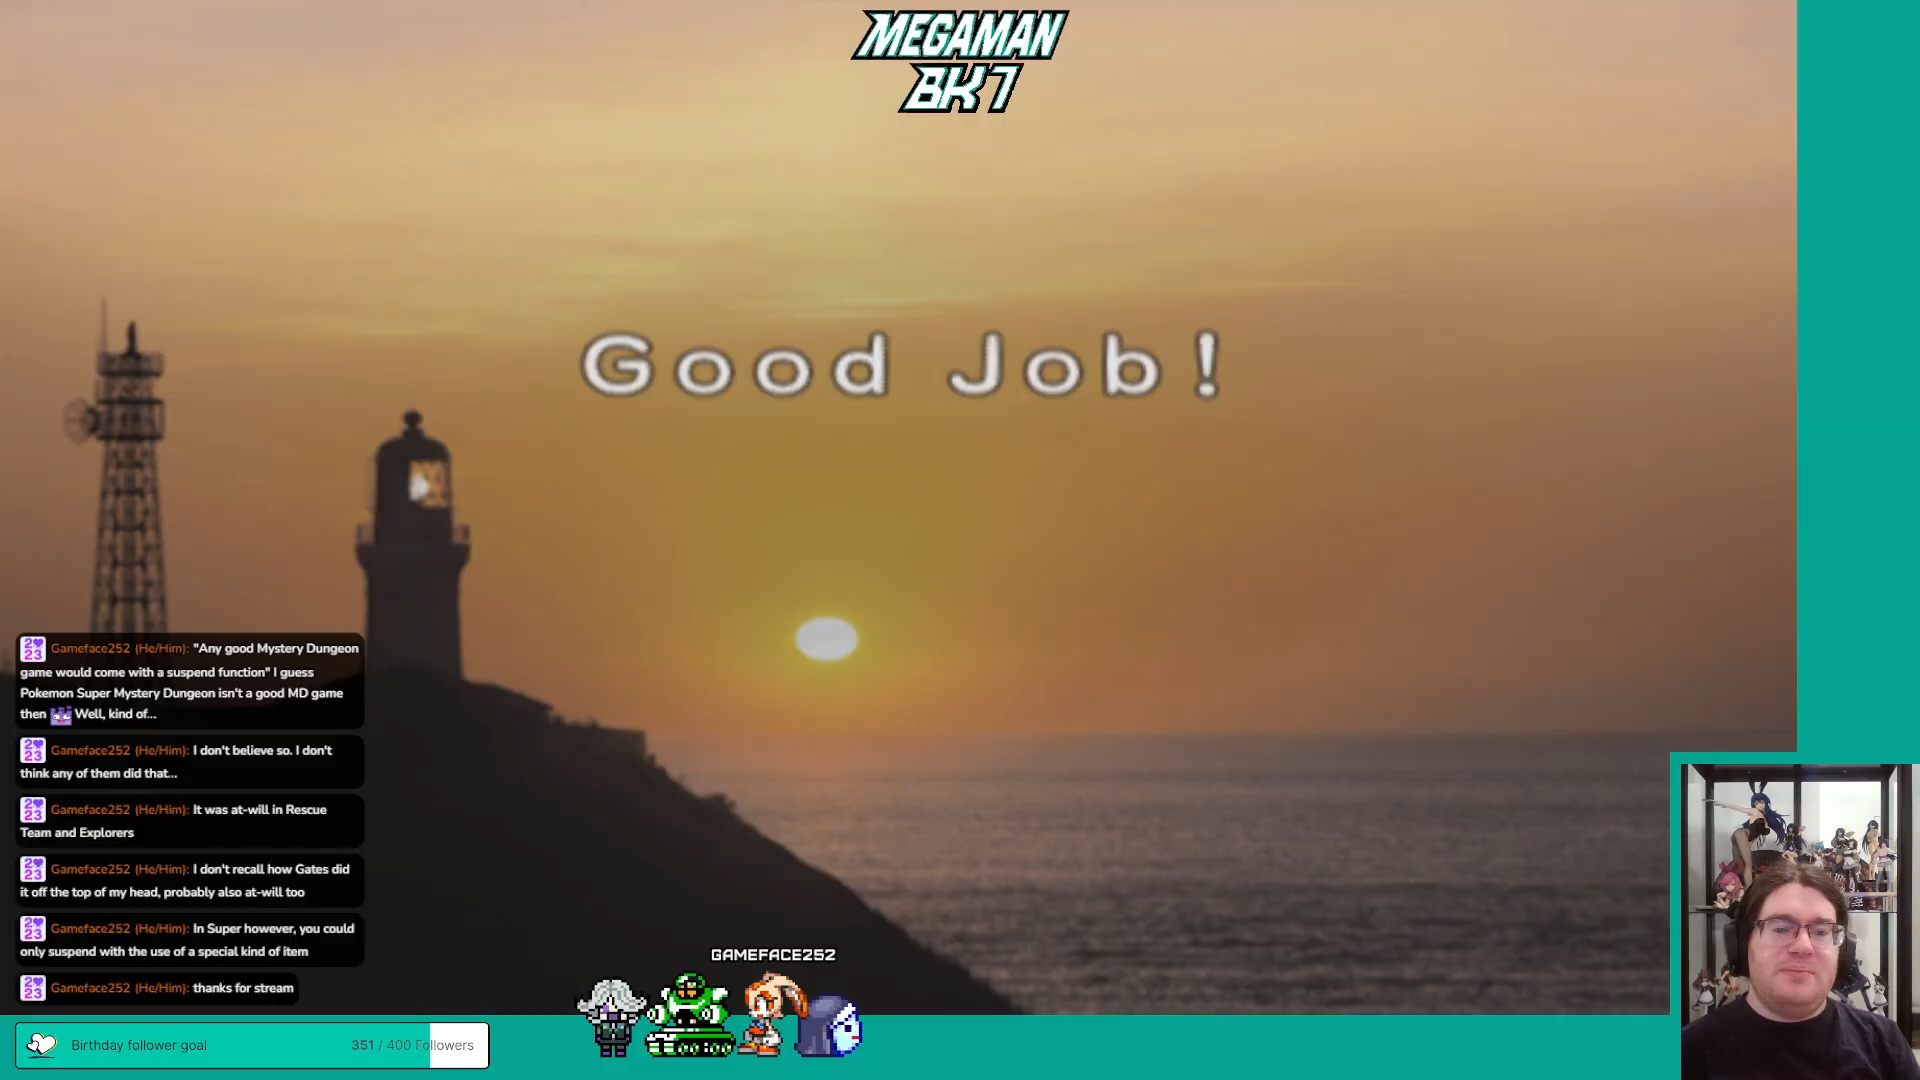 MEGAMAN
BK7
Good Job!
Gameface252 (He/Him): "Any good Mystery Dungeon
game would come with a suspend function" I guess
Pokemon Super Mystery Dungeon isn't a good MD game
then Well, kind of...
Gameface252 (He/Him): I don't believe so. I don't
think any of them did that...
Gameface252 (He/Him): It was at-will in Rescue
Team and Explorers
Gameface252 (He/Him): I don't recall how Gates did
it off the top of my head, probably also at-will too
Gameface252 (He/Him): In Super however, you could
only suspend with the use of a special kind of item
Gameface252 (He/Him): thanks for stream
GAMEFACE252
Birthday follower goal 351 / 400 Followers